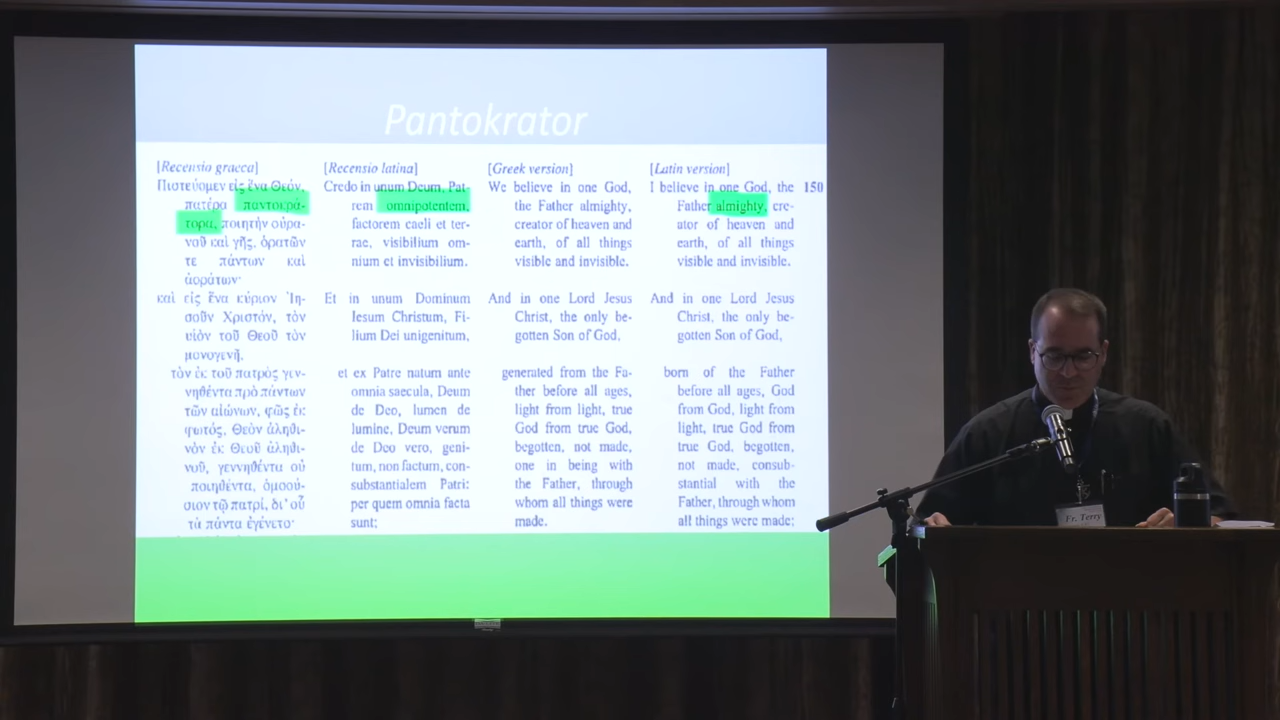 Pantokrator
[Recensio graeca]
Πιστεύομεν εἰς ἕνα Θεόν,
πατέρα παντοκρά-
τορα, ποιητὴν οὐρα-
νοῦ καὶ γῆς, ὁρατῶν
τε πάντων καὶ
ἀοράτων·
καὶ εἰς ἕνα κύριον Ἰη-
σοῦν Χριστόν, τὸν
υἱὸν τοῦ Θεοῦ τὸν
μονογενῆ,
τὸν ἐκ τοῦ πατρὸς γεν-
νηθέντα πρὸ πάντων
τῶν αἰώνων, φῶς ἐκ
φωτός, Θεὸν ἀληθι-
νὸν ἐκ Θεοῦ ἀληθι-
νοῦ, γεννηθέντα οὐ
ποιηθέντα, ὁμοού-
σιον τῷ πατρί, δι᾽ οὗ
τὰ πάντα ἐγένετο·
[Recensio latina]
Credo in unum Deum, Pat-
rem omnipotentem,
factorem caeli et ter-
rae, visibilium om-
nium et invisibilium.
Et in unum Dominum
Iesum Christum, Fi-
lium Dei unigenitum,
et ex Patre natum ante
omnia saecula, Deum
de Deo, lumen de
lumine, Deum verum
de Deo vero, geni-
tum, non factum, con-
substantialem Patri:
per quem omnia facta
sunt;
[Greek version]
We believe in one God,
the Father almighty,
creator of heaven and
earth, of all things
visible and invisible.
And in one Lord Jesus
Christ, the only be-
gotten Son of God,
generated from the Fa-
ther before all ages,
light from light, true
God from true God,
begotten, not made,
one in being with
the Father, through
whom all things were
made.
[Latin version]
I believe in one God, the 150
Father almighty, cre-
ator of heaven and
earth, of all things
visible and invisible.
And in one Lord Jesus
Christ, the only be-
gotten Son of God,
born of the Father
before all ages, God
from God, light from
light, true God from
true God, begotten,
not made, consub-
stantial with the
Father, through whom
all things were made;
Fr. Terry